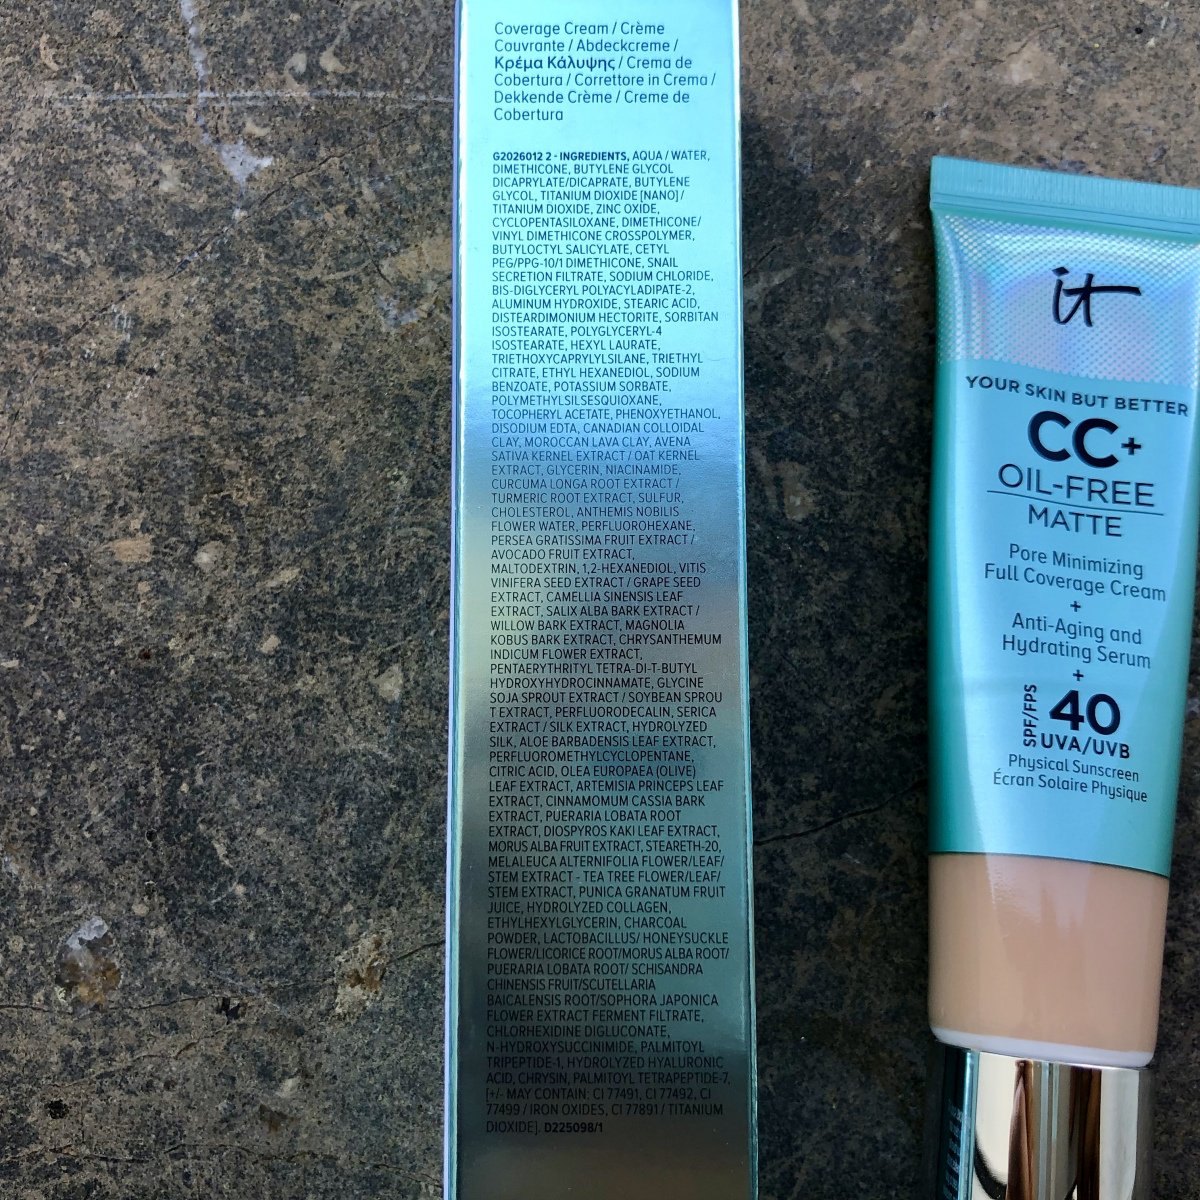 Coverage Cream / Crème
Couvrante / Abdeckcreme /
Κρέμα Κάλυψης / Crema de
Cobertura / Correttore in Crema /
Dekkende Crème / Creme de
Cobertura
G2026012 2 - INGREDIENTS, AQUA / WATER,
DIMETHICONE, BUTYLENE GLYCOL
DICAPRYLATE/DICAPRATE, BUTYLENE
GLYCOL, TITANIUM DIOXIDE [NANO] /
TITANIUM DIOXIDE, ZINC OXIDE,
CYCLOPENTASILOXANE, DIMETHICONE/
VINYL DIMETHICONE CROSSPOLYMER,
BUTYLOCTYL SALICYLATE, CETYL
PEG/PPG-10/1 DIMETHICONE, SNAIL
SECRETION FILTRATE, SODIUM CHLORIDE,
BIS-DIGLYCERYL POLYACYLADIPATE-2,
ALUMINUM HYDROXIDE, STEARIC ACID,
DISTEARDIMONIUM HECTORITE, SORBITAN
ISOSTEARATE, POLYGLYCERYL-4
ISOSTEARATE, HEXYL LAURATE,
TRIETHOXYCAPRYLYLSILANE, TRIETHYL
CITRATE, ETHYL HEXANEDIOL, SODIUM
BENZOATE, POTASSIUM SORBATE,
POLYMETHYLSILSESQUIOXANE,
TOCOPHERYL ACETATE, PHENOXYETHANOL,
DISODIUM EDTA, CANADIAN COLLOIDAL
CLAY, MOROCCAN LAVA CLAY, AVENA
SATIVA KERNEL EXTRACT / OAT KERNEL
EXTRACT, GLYCERIN, NIACINAMIDE,
CURCUMA LONGA ROOT EXTRACT /
TURMERIC ROOT EXTRACT, SULFUR,
CHOLESTEROL, ANTHEMIS NOBILIS
FLOWER WATER, PERFLUOROHEXANE,
PERSEA GRATISSIMA FRUIT EXTRACT /
AVOCADO FRUIT EXTRACT,
MALTODEXTRIN, 1,2-HEXANEDIOL, VITIS
VINIFERA SEED EXTRACT / GRAPE SEED
EXTRACT, CAMELLIA SINENSIS LEAF
EXTRACT, SALIX ALBA BARK EXTRACT /
WILLOW BARK EXTRACT, MAGNOLIA
KOBUS BARK EXTRACT, CHRYSANTHEMUM
INDICUM FLOWER EXTRACT,
PENTAERYTHRITYL TETRA-DI-T-BUTYL
HYDROXYHYDROCINNAMATE, GLYCINE
SOJA SPROUT EXTRACT / SOYBEAN SPROU
T EXTRACT, PERFLUORODECALIN, SERICA
EXTRACT / SILK EXTRACT, HYDROLYZED
SILK, ALOE BARBADENSIS LEAF EXTRACT,
PERFLUOROMETHYLCYCLOPENTANE,
CITRIC ACID, OLEA EUROPAEA (OLIVE)
LEAF EXTRACT, ARTEMISIA PRINCEPS LEAF
EXTRACT, CINNAMOMUM CASSIA BARK
EXTRACT, PUERARIA LOBATA ROOT
EXTRACT, DIOSPYROS KAKI LEAF EXTRACT,
MORUS ALBA FRUIT EXTRACT, STEARETH-20,
MELALEUCA ALTERNIFOLIA FLOWER/LEAF/
STEM EXTRACT - TEA TREE FLOWER/LEAF/
STEM EXTRACT, PUNICA GRANATUM FRUIT
JUICE, HYDROLYZED COLLAGEN,
ETHYLHEXYLGLYCERIN, CHARCOAL
POWDER, LACTOBACILLUS/ HONEYSUCKLE
FLOWER/LICORICE ROOT/MORUS ALBA ROOT/
PUERARIA LOBATA ROOT/ SCHISANDRA
CHINENSIS FRUIT/SCUTELLARIA
BAICALENSIS ROOT/SOPHORA JAPONICA
FLOWER EXTRACT FERMENT FILTRATE,
CHLORHEXIDINE DIGLUCONATE,
N-HYDROXYSUCCINIMIDE, PALMITOYL
TRIPEPTIDE-1, HYDROLYZED HYALURONIC
ACID, CHRYSIN, PALMITOYL TETRAPEPTIDE-7,
[+/- MAY CONTAIN: CI 77491, CI 77492, CI
77499 / IRON OXIDES, CI 77891 / TITANIUM
DIOXIDE]. D225098/1
it
YOUR SKIN BUT BETTER
CC+
OIL-FREE
MATTE
Pore Minimizing
Full Coverage Cream
+
Anti-Aging and
Hydrating Serum
+
SPF/FPS 40
UVA/UVB
Physical Sunscreen
Écran Solaire Physique